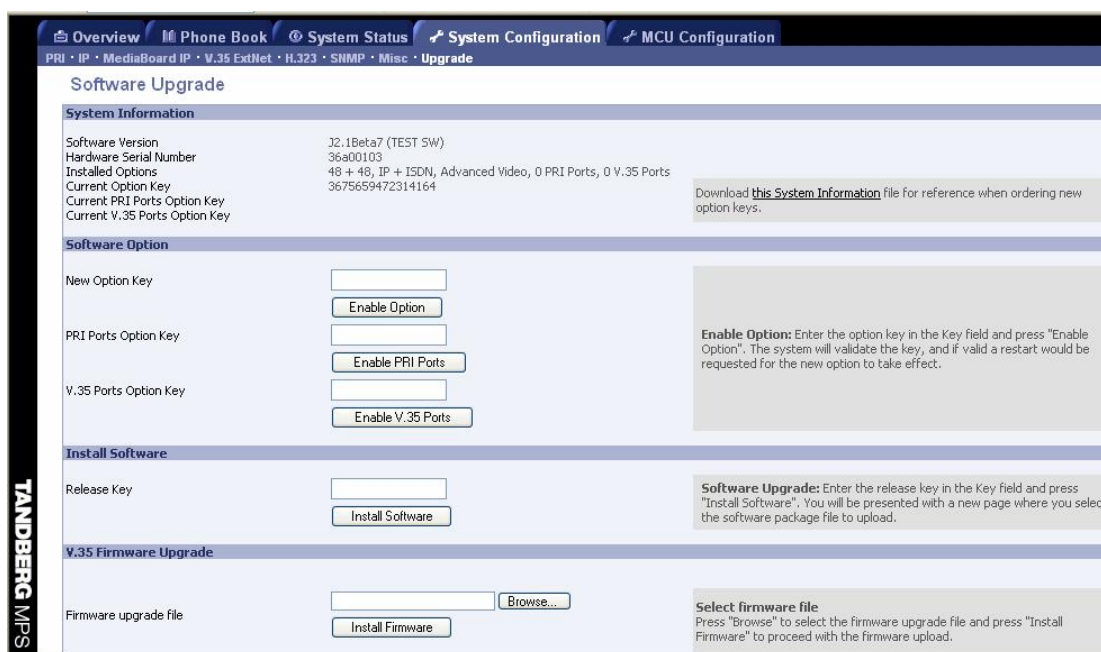 Overview Phone Book System Status System Configuration MCU Configuration
PRI · IP · MediaBoard IP · V.35 ExtNet · H.323 · SNMP · Misc · Upgrade
Software Upgrade
System Information
Software Version J2.1Beta7 (TEST SW)
Hardware Serial Number 36a00103
Installed Options 48 + 48, IP + ISDN, Advanced Video, 0 PRI Ports, 0 V.35 Ports
Current Option Key 3675659472314164
Current PRI Ports Option Key
Current V.35 Ports Option Key
Download this System Information file for reference when ordering new
option keys.
Software Option
New Option Key
Enable Option
PRI Ports Option Key
Enable PRI Ports
V.35 Ports Option Key
Enable V.35 Ports
Enable Option: Enter the option key in the Key field and press "Enable
Option". The system will validate the key, and if valid a restart would be
requested for the new option to take effect.
Install Software
Release Key
Install Software
Software Upgrade: Enter the release key in the Key field and press
"Install Software". You will be presented with a new page where you selec
the software package file to upload.
V.35 Firmware Upgrade
Firmware upgrade file
Browse...
Install Firmware
Select firmware file
Press "Browse" to select the firmware upgrade file and press "Install
Firmware" to proceed with the firmware upload.
TANDBERG MPS